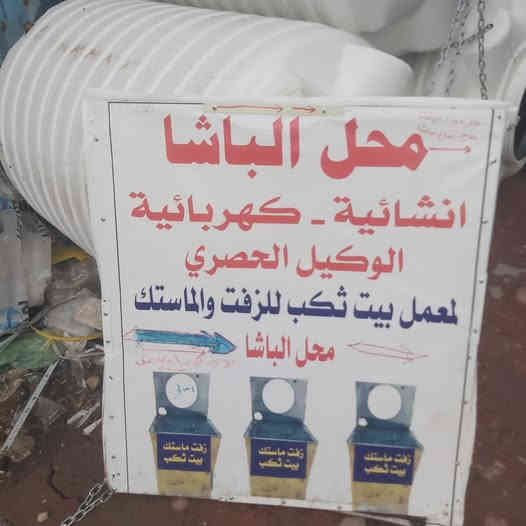 محل الباشا
انشائية - كهربائية
الوكيل الحصري
لمعمل بيت ثكب للزفت والماستك
محل الباشا
زفت ماستك
بيت ثكب
زفت ماستك
بيت ثكب
زفت ماستك
بيت ثكب